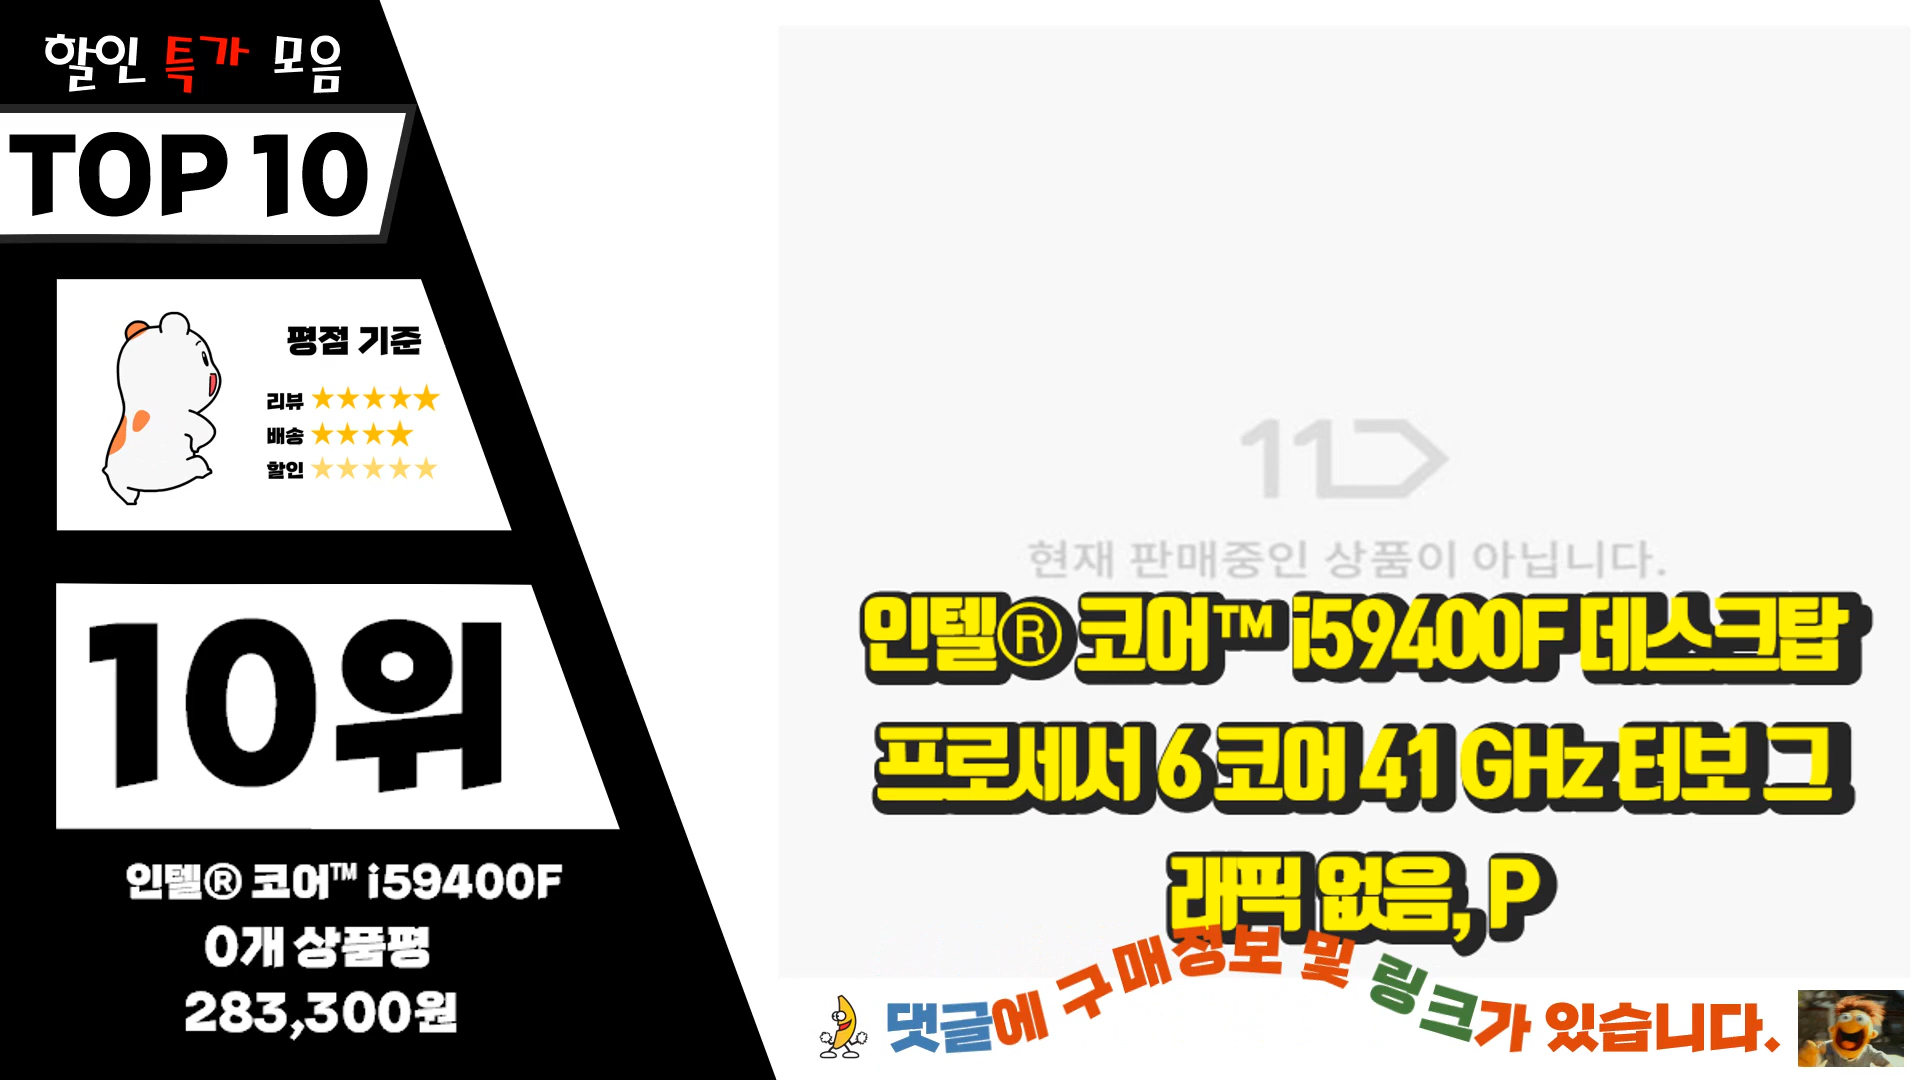 할인 특가 모음
TOP 10
평점 기준
리뷰 ★★★★★
배송 ★★★★
할인 ★★★★★
10위
인텔® 코어™ i59400F
0개 상품평
283,300원
11
현재 판매중인 상품이 아닙니다.
인텔® 코어™ i59400F 데스크탑
프로세서 6 코어 41 GHz 터보 그
래픽 없음, P
댓글에 구매정보 및 링크가 있습니다.